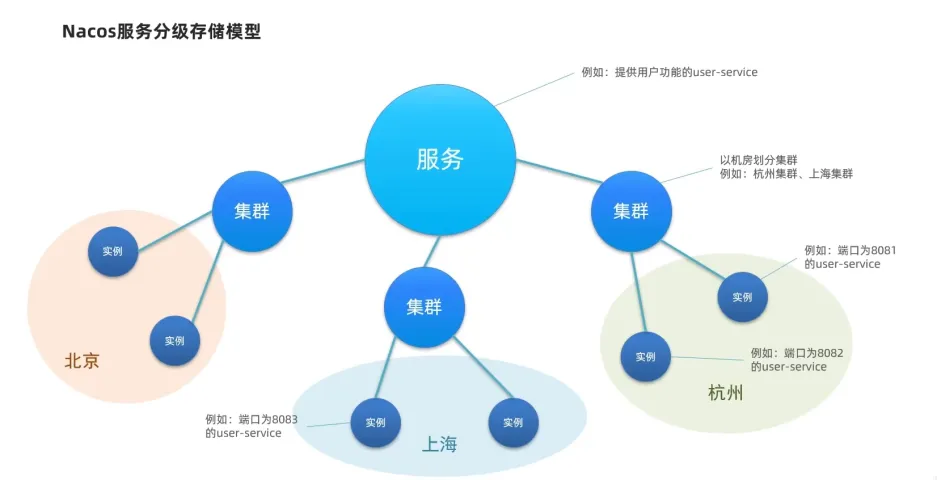 Nacos服务分级存储模型
例如：提供用户功能的user-service
服务
以机房划分集群
例如：杭州集群、上海集群
集群
集群
实例
例如：端口为8081
的user-service
集群
实例
实例
实例
例如：端口为8082
的user-service
北京
杭州
例如：端口为8083
的user-service
实例
实例
上海